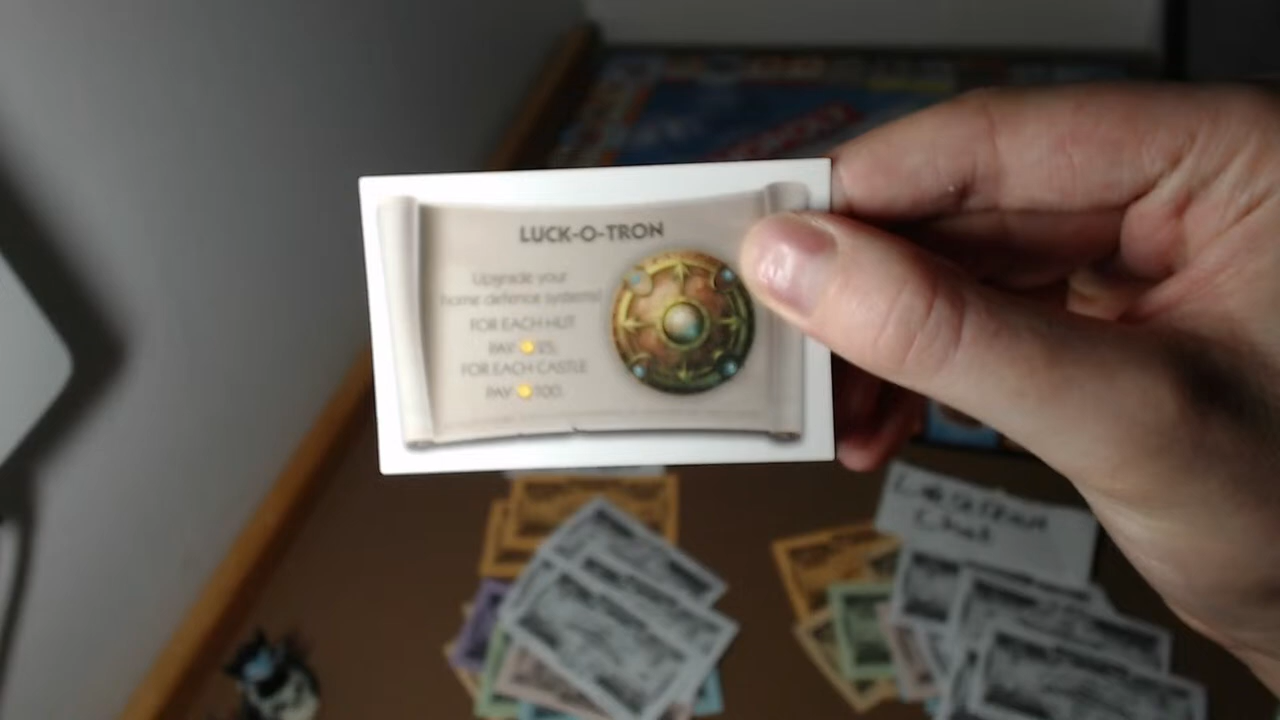 LUCK-O-TRON
Upgrade your
home defence systems!
FOR EACH HUT
PAY 25.
FOR EACH CASTLE
PAY 100.